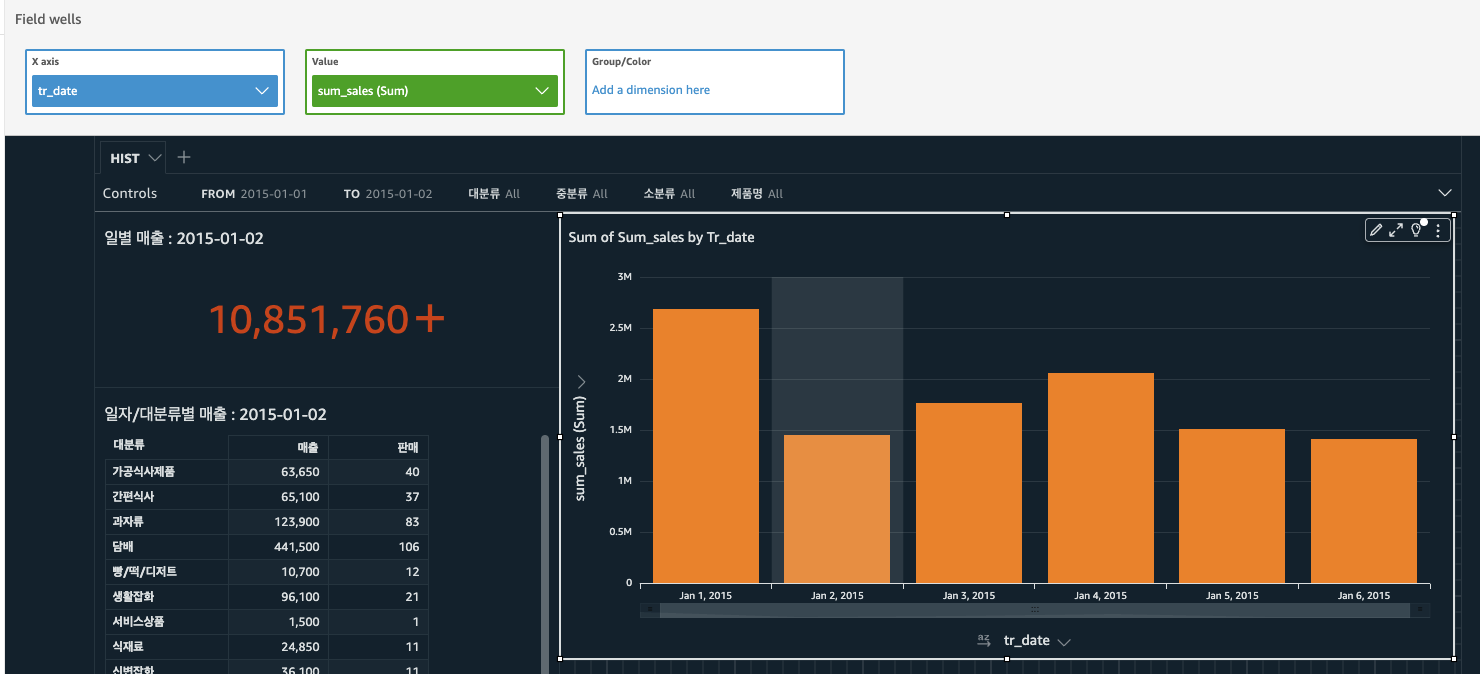 Field wells
X axis
tr_date
Value
sum_sales (Sum)
Group/Color
Add a dimension here
HIST
Controls FROM 2015-01-01 TO 2015-01-02 대분류 All 중분류 All 소분류 All 제품명 All
일별 매출 : 2015-01-02
10,851,760+
일자/대분류별 매출 : 2015-01-02
대분류 매출 판매
가공식사제품 63,650 40
간편식사 65,100 37
과자류 123,900 83
담배 441,500 106
빵/떡/디저트 10,700 12
생활잡화 96,100 21
서비스상품 1,500 1
식재료 24,850 11
신변잡화 36,100 11
Sum of Sum_sales by Tr_date
3M
2.5M
2M
1.5M
1M
0.5M
0
sum_sales (Sum)
Jan 1, 2015 Jan 2, 2015 Jan 3, 2015 Jan 4, 2015 Jan 5, 2015 Jan 6, 2015
az tr_date